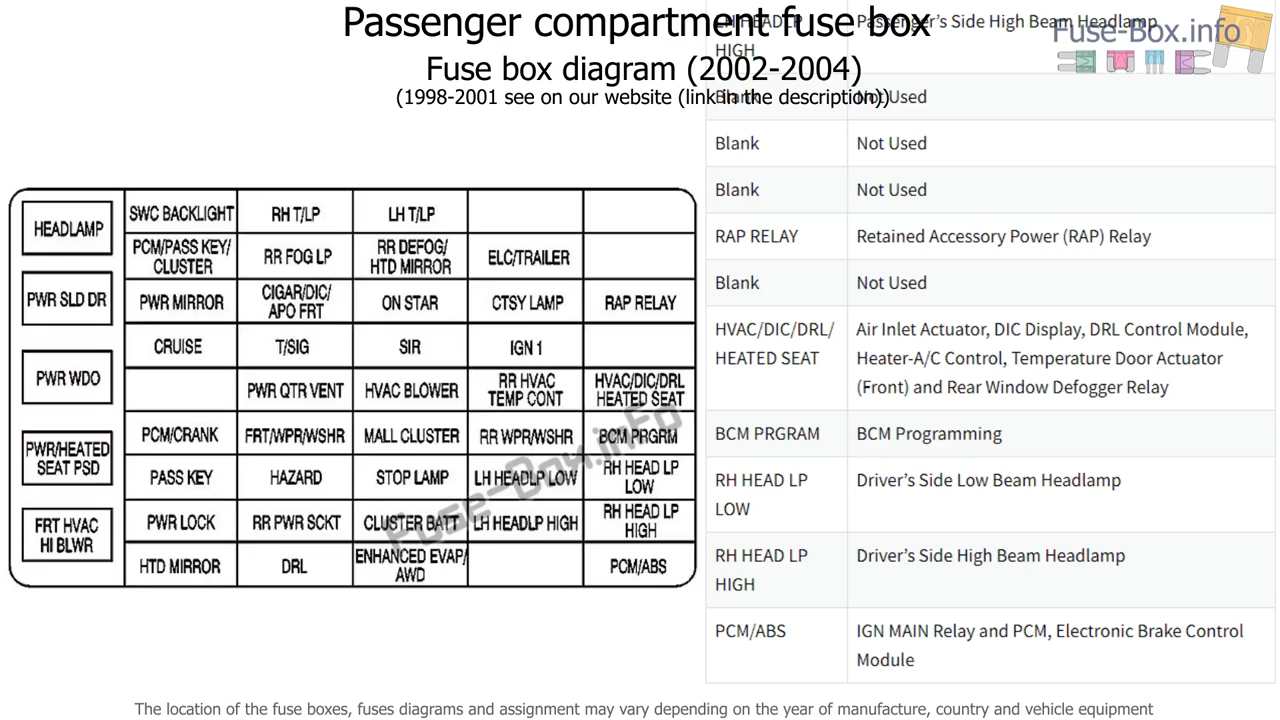 Passenger compartment fuse box
Fuse box diagram (2002-2004)
(1998-2001 see on our website (link in the description))
Fuse-Box.info
HEADLAMP
PWR SLD DR
PWR WDO
PWR/HEATED
SEAT PSD
FRT HVAC
HI BLWR
SWC BACKLIGHT RH T/LP LH T/LP
PCM/PASS KEY/
CLUSTER
RR FOG LP
RR DEFOG/
HTD MIRROR
ELC/TRAILER
PWR MIRROR
CIGAR/DIC/
APO FRT
ON STAR
CTSY LAMP
RAP RELAY
CRUISE T/SIG SIR IGN 1
PWR QTR VENT
HVAC BLOWER
RR HVAC
TEMP CONT
HVAC/DIC/DRL
HEATED SEAT
PCM/CRANK FRT/WPR/WSHR MALL CLUSTER RR WPR/WSHR BCM PRGRM
PASS KEY
HAZARD
STOP LAMP
LH HEADLP LOW
RH HEAD LP
LOW
PWR LOCK
RR PWR SCKT
CLUSTER BATT
LH HEADLP HIGH
RH HEAD LP
HIGH
HTD MIRROR
DRL
ENHANCED EVAP/
AWD
PCM/ABS
Fuse-Box.inFo
LH HEADLP
HIGH
Passenger's Side High Beam Headlamp
Blank Not Used
Blank Not Used
Blank Not Used
RAP RELAY Retained Accessory Power (RAP) Relay
Blank Not Used
HVAC/DIC/DRL/
HEATED SEAT
Air Inlet Actuator, DIC Display, DRL Control Module,
Heater-A/C Control, Temperature Door Actuator
(Front) and Rear Window Defogger Relay
BCM PRGRAM BCM Programming
RH HEAD LP
LOW
Driver's Side Low Beam Headlamp
RH HEAD LP
HIGH
Driver's Side High Beam Headlamp
PCM/ABS
IGN MAIN Relay and PCM, Electronic Brake Control
Module
The location of the fuse boxes, fuses diagrams and assignment may vary depending on the year of manufacture, country and vehicle equipment